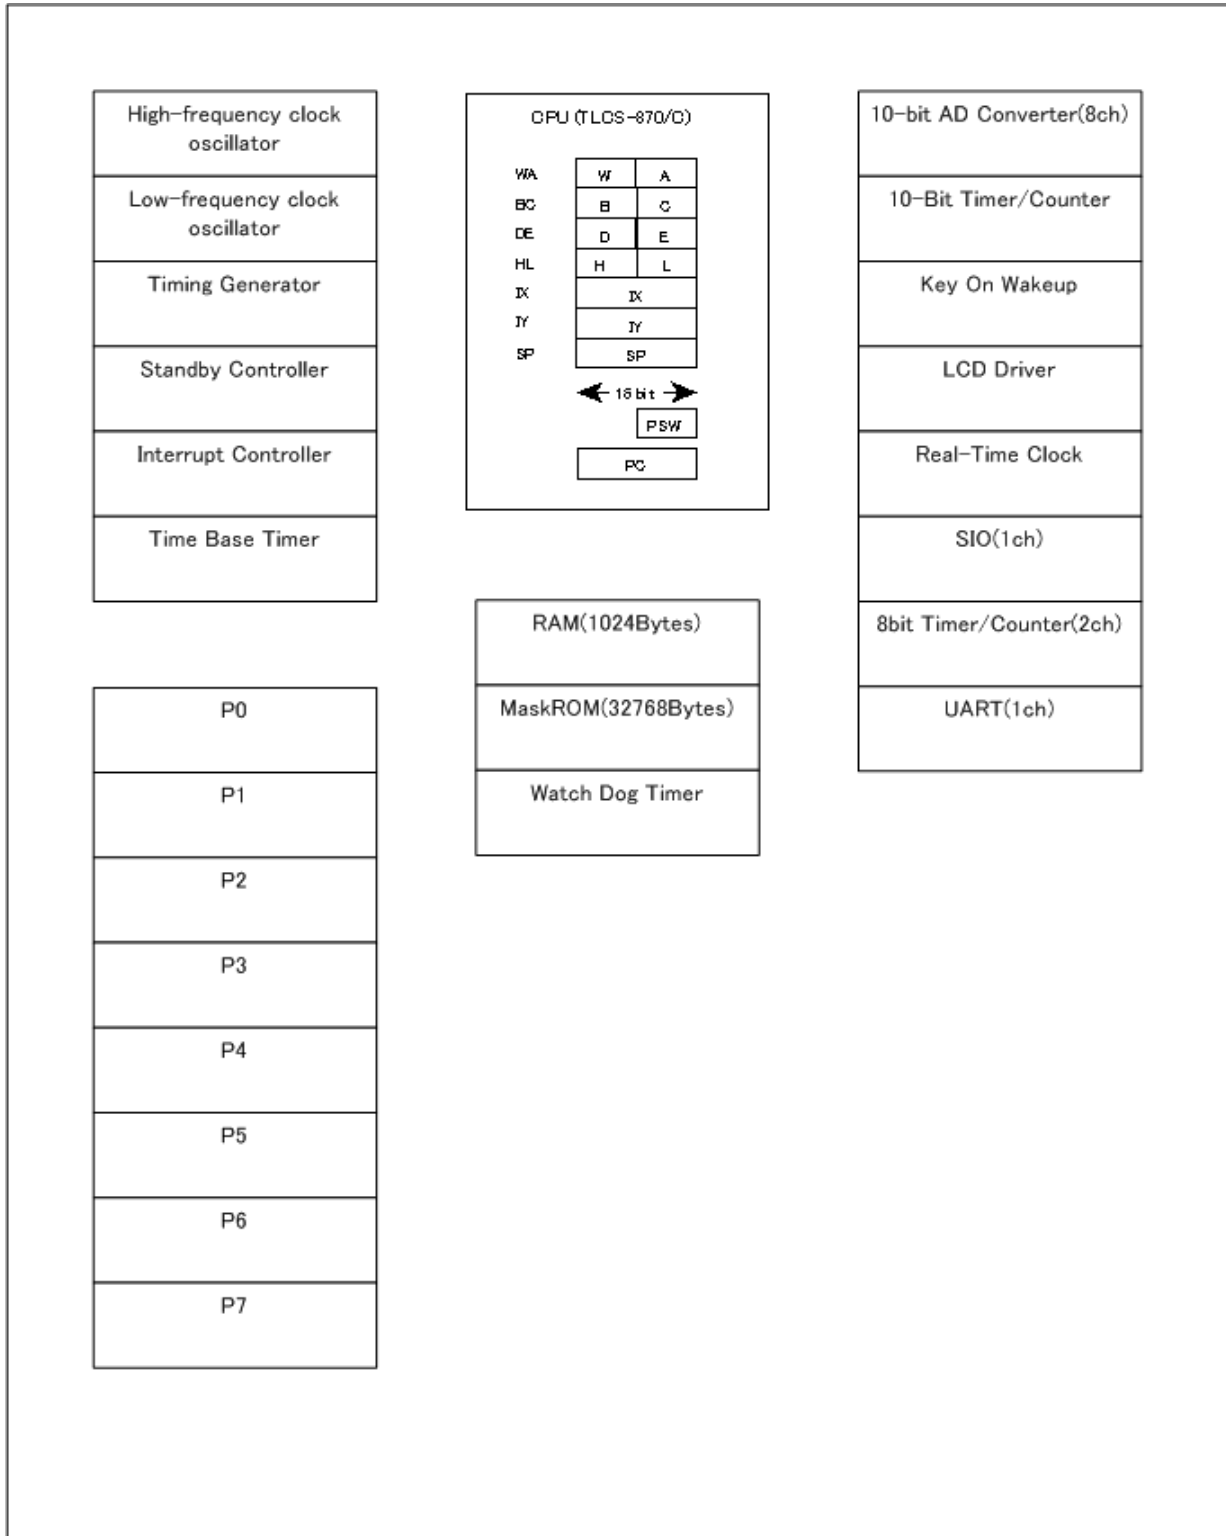 High-frequency clock
oscillator
Low-frequency clock
oscillator
Timing Generator
Standby Controller
Interrupt Controller
Time Base Timer
P0
P1
P2
P3
P4
P5
P6
P7
CPU (TLCS-870/C)
WA W A
BC B C
DE D E
HL H L
IX IX
IY IY
SP SP
16 bit
PSW
PC
RAM(1024Bytes)
MaskROM(32768Bytes)
Watch Dog Timer
10-bit AD Converter(8ch)
10-Bit Timer/Counter
Key On Wakeup
LCD Driver
Real-Time Clock
SIO(1ch)
8bit Timer/Counter(2ch)
UART(1ch)